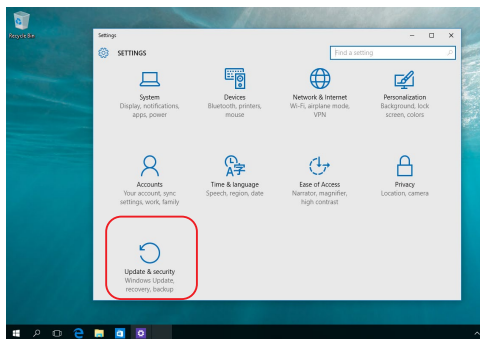 Recycle Bin
Settings
SETTINGS
Find a setting
System
Display, notifications,
apps, power
Devices
Bluetooth, printers,
mouse
Network & Internet
Wi-Fi, airplane mode,
VPN
Personalization
Background, lock
screen, colors
Accounts
Your account, sync
settings, work, family
A字
Time & language
Speech, region, date
Ease of Access
Narrator, magnifier,
high contrast
Privacy
Location, camera
Update & security
Windows Update,
recovery, backup